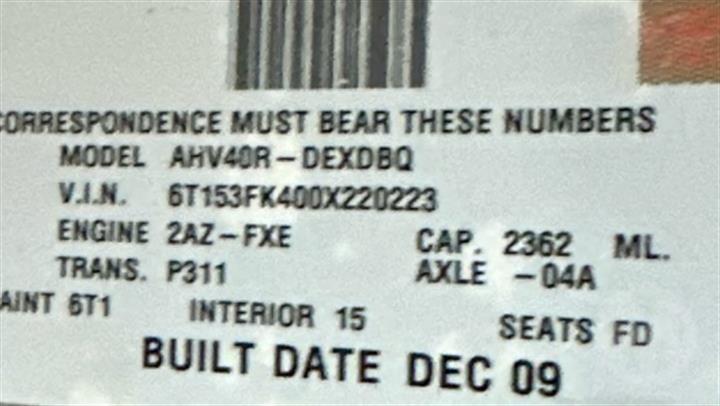 CORRESPONDENCE MUST BEAR THESE NUMBERS
MODEL AHV40R-DEXDBQ
V.I.N. 6T153FK400X220223
ENGINE 2AZ-FXE CAP. 2362 ML.
TRANS. P311 AXLE -04A
AINT 6T1 INTERIOR 15 SEATS FD
BUILT DATE DEC 09